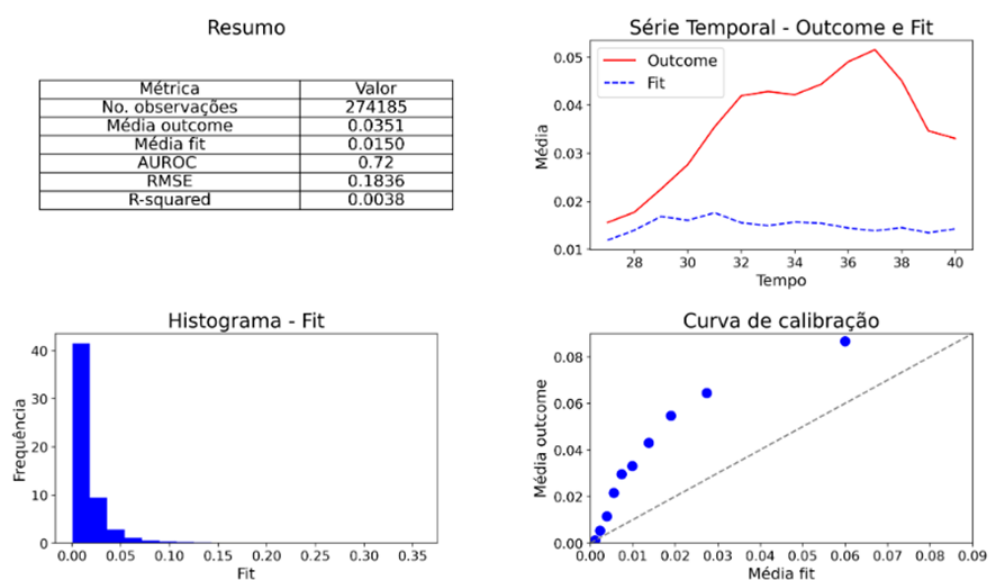 Resumo
Métrica Valor
No. observações 274185
Média outcome 0.0351
Média fit 0.0150
AUROC 0.72
RMSE 0.1836
R-squared 0.0038
Série Temporal - Outcome e Fit
Outcome
Fit
Média
0.05
0.04
0.03
0.02
0.01
28 30 32 34 36 38 40
Tempo
Histograma - Fit
Frequência
40
30
20
10
0
0.00 0.05 0.10 0.15 0.20 0.25 0.30 0.35
Fit
Curva de calibração
Média outcome
0.08
0.06
0.04
0.02
0.00
0.00 0.01 0.02 0.03 0.04 0.05 0.06 0.07 0.08 0.09
Média fit